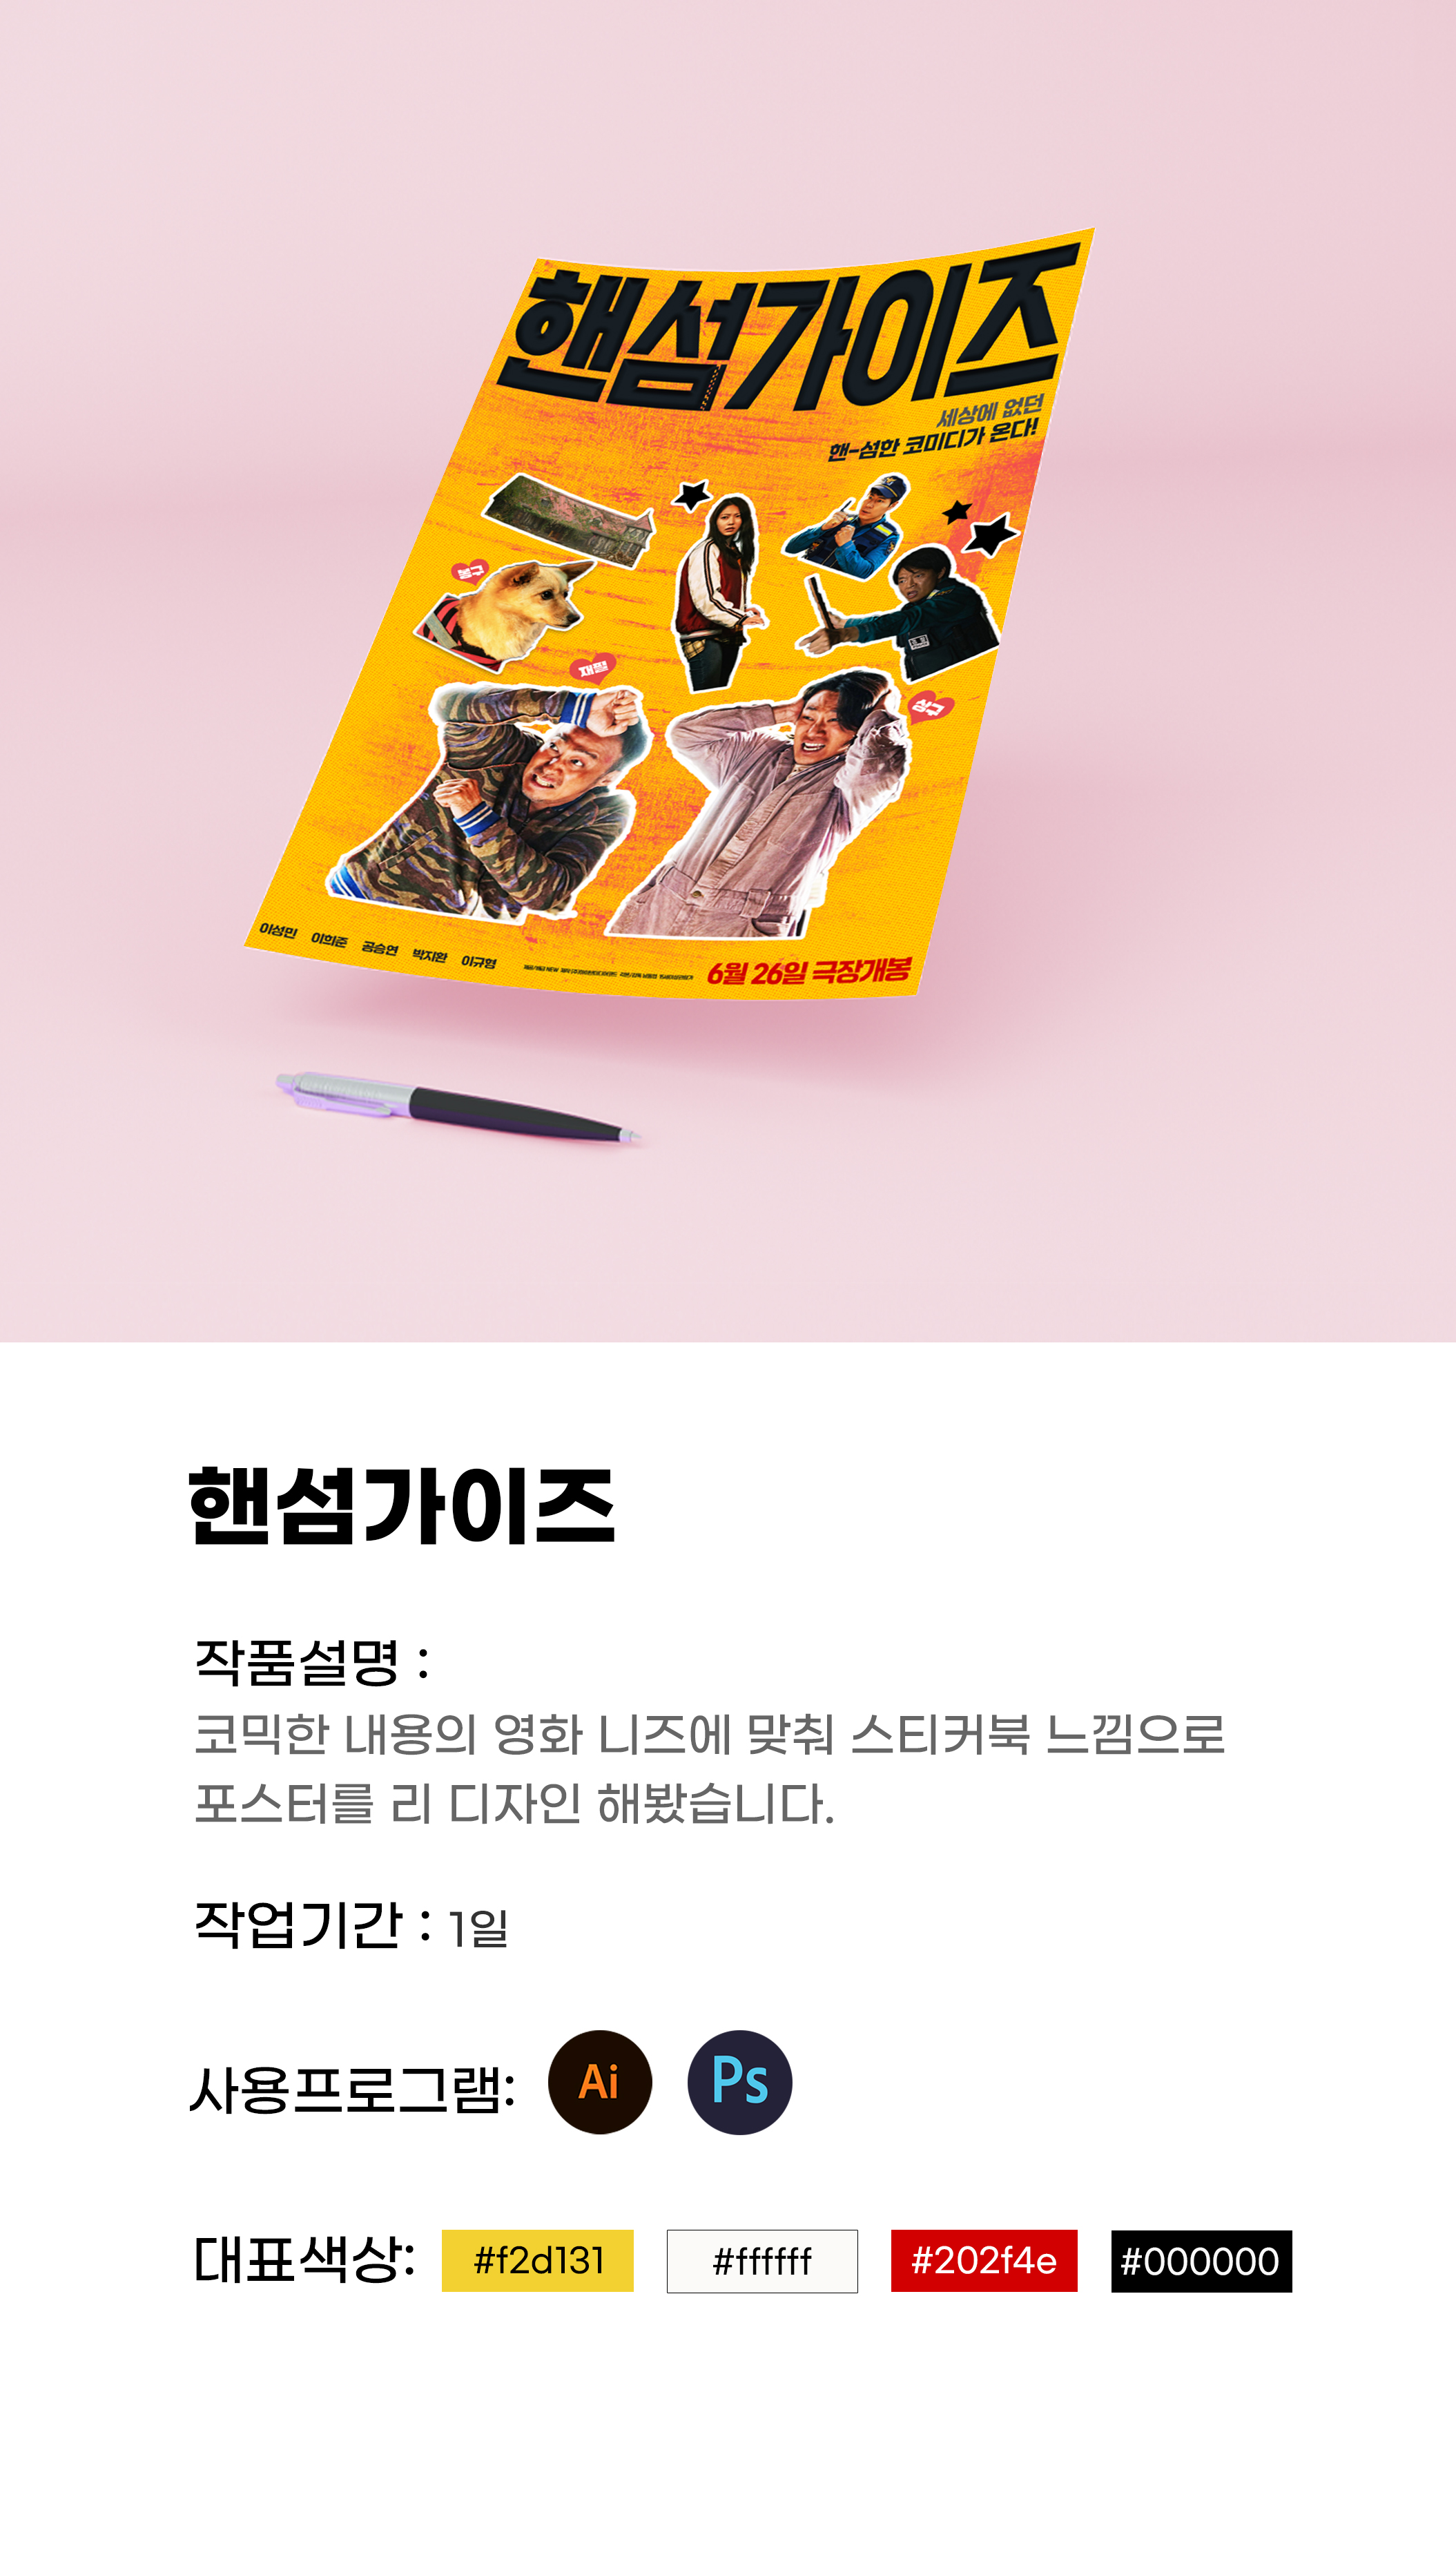 핸섬가이즈
세상에 없던
핸-섬한 코미디가 온다!
봉구
재필
상구
이성민 이희준 공승연 박지환 이규형
6월 26일 극장개봉
핸섬가이즈
작품설명 :
코믹한 내용의 영화 니즈에 맞춰 스티커북 느낌으로
포스터를 리 디자인 해봤습니다.
작업기간 : 1일
사용프로그램: Ai Ps
대표색상: #f2d131 #ffffff #202f4e #000000